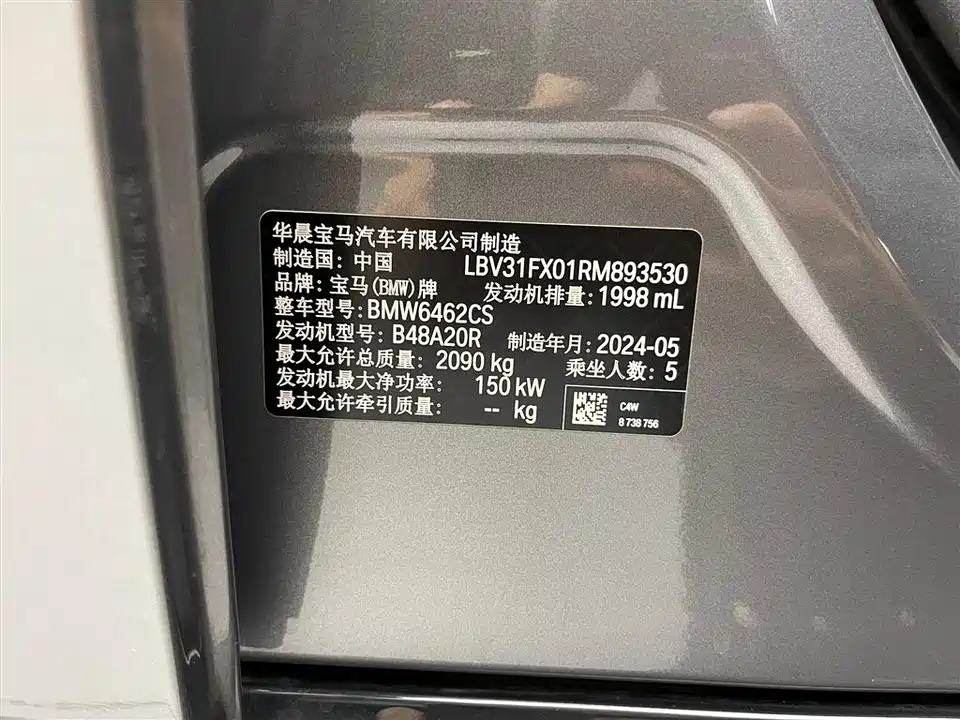 华晨宝马汽车有限公司制造
制造国：中国 LBV31FX01RM893530
品牌：宝马(BMW)牌 发动机排量：1998 mL
整车型号：BMW6462CS
发动机型号：B48A20R 制造年月：2024-05
最大允许总质量：2090 kg 乘坐人数：5
发动机最大净功率：150 kW
最大允许牵引质量：-- kg
C4W
8 738 756